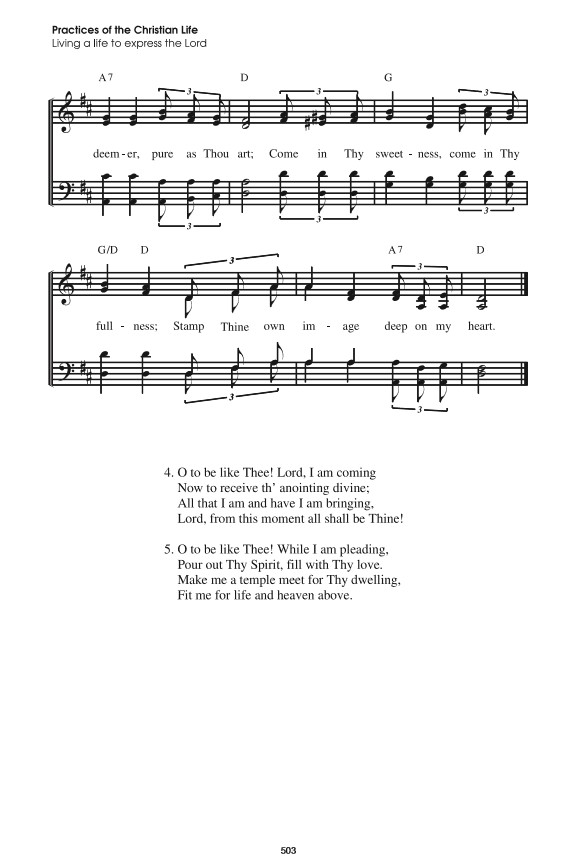 Practices of the Christian Life
Living a life to express the Lord
A7 D G
3 3 3
deem - er, pure as Thou art; Come in Thy sweet - ness, come in Thy
3 3 3
G/D D A7 D
3 3
full - ness; Stamp Thine own im - age deep on my heart.
3 3
4. O to be like Thee! Lord, I am coming
Now to receive th’ anointing divine;
All that I am and have I am bringing,
Lord, from this moment all shall be Thine!
5. O to be like Thee! While I am pleading,
Pour out Thy Spirit, fill with Thy love.
Make me a temple meet for Thy dwelling,
Fit me for life and heaven above.
503